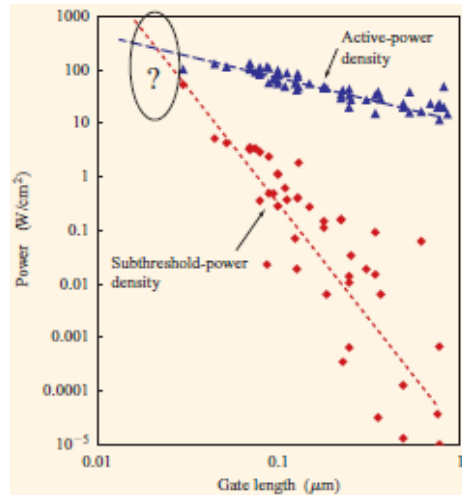 1000
Active-power
density
100
?
10
1
Power (W/cm²)
0.1
Subthreshold-power
density
0.01
0.001
0.0001
10⁻⁵
0.01
0.1
1
Gate length (μm)